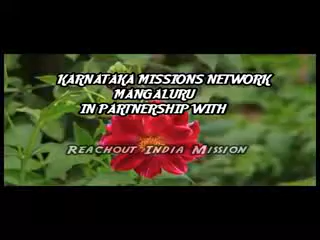 KARNATAKA MISSIONS NETWORK
MANGALURU
IN PARTNERSHIP WITH
REACHOUT INDIA MISSION